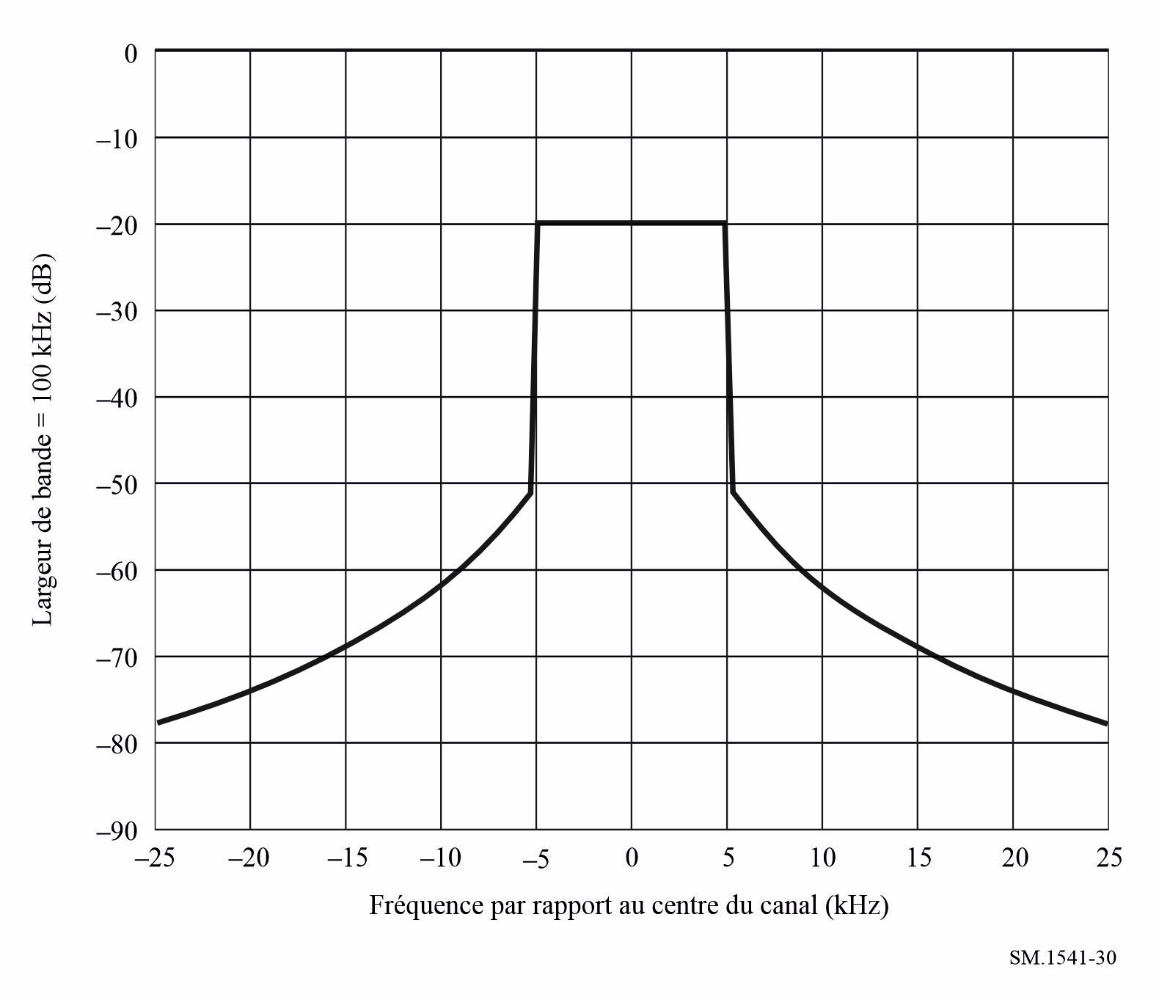 Largeur de bande = 100 kHz (dB)
0
–10
–20
–30
–40
–50
–60
–70
–80
–90
–25 –20 –15 –10 –5 0 5 10 15 20 25
Fréquence par rapport au centre du canal (kHz)
SM.1541-30